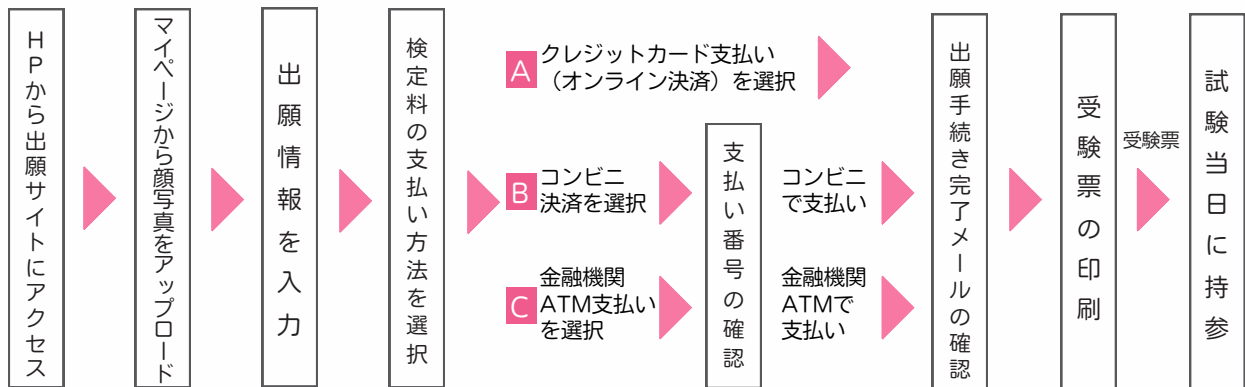 HPから出願サイトにアクセス
マイページから顔写真をアップロード
出願情報を入力
検定料の支払い方法を選択
A
クレジットカード支払い
（オンライン決済）を選択
B
コンビニ
決済を選択
C
金融機関
ATM支払い
を選択
支払い番号の確認
コンビニ
で支払い
金融機関
ATMで
支払い
出願手続き完了メールの確認
受験票の印刷
受験票
試験当日に持参